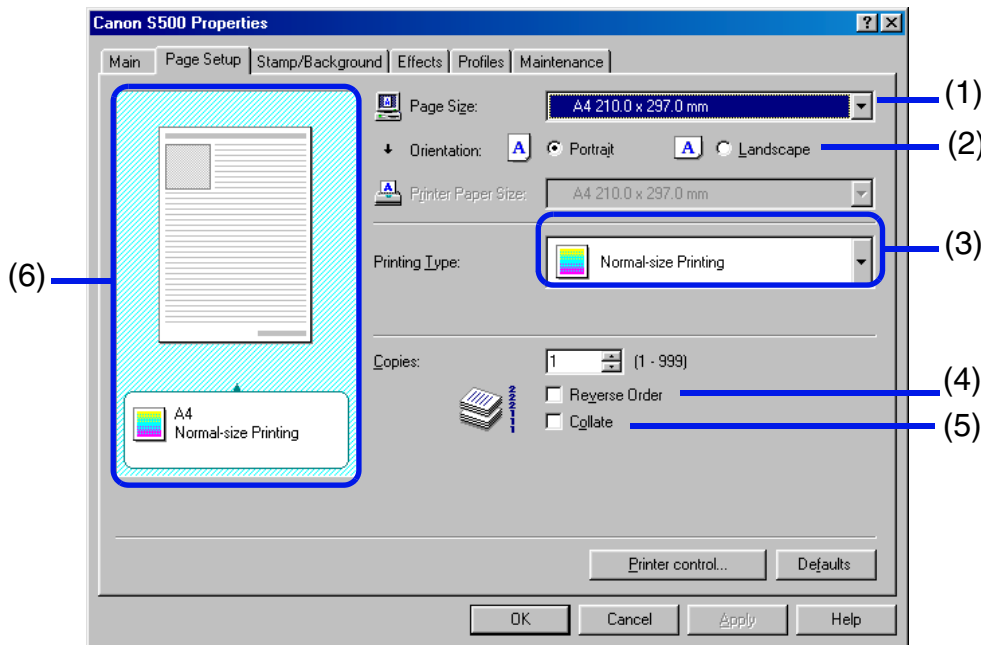 Canon S500 Properties
Main Page Setup Stamp/Background Effects Profiles Maintenance
Page Size: A4 210.0 x 297.0 mm (1)
Orientation: A Portrait A Landscape (2)
Printer Paper Size: A4 210.0 x 297.0 mm
Printing Type: Normal-size Printing (3)
(6)
Copies: 1 (1 - 999)
222111 Reverse Order (4)
Collate (5)
A4
Normal-size Printing
Printer control... Defaults
OK Cancel Apply Help